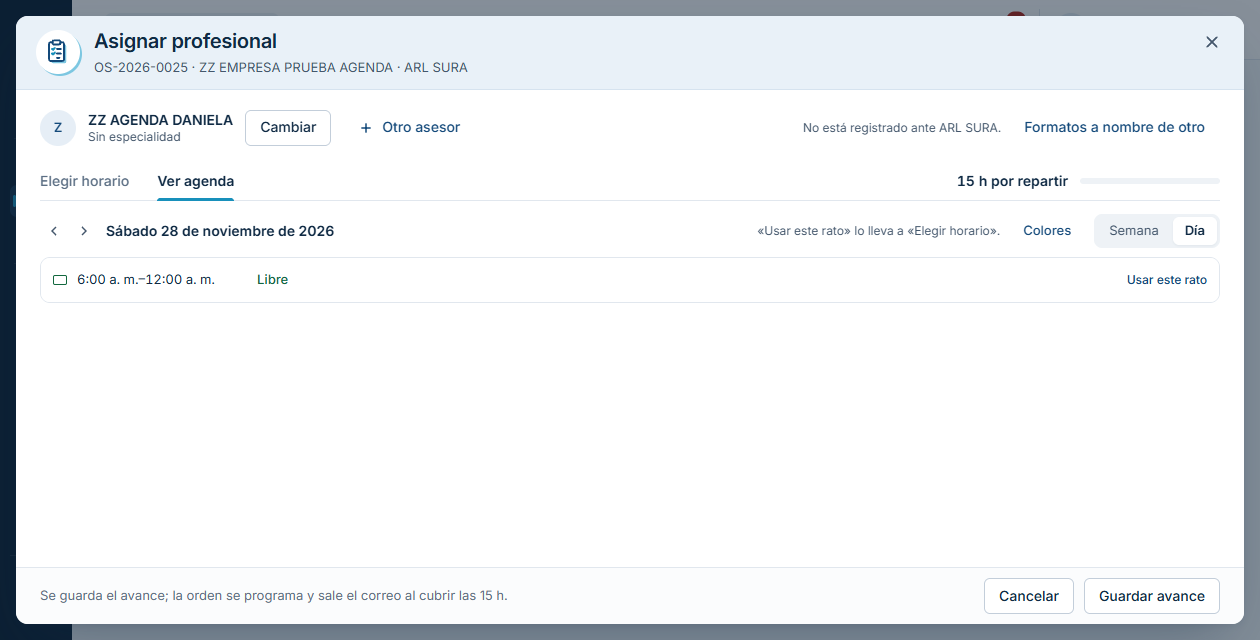 Asignar profesional
OS-2026-0025 · ZZ EMPRESA PRUEBA AGENDA · ARL SURA
Z
ZZ AGENDA DANIELA
Sin especialidad
Cambiar
+ Otro asesor
No está registrado ante ARL SURA.
Formatos a nombre de otro
Elegir horario
Ver agenda
15 h por repartir
Sábado 28 de noviembre de 2026
«Usar este rato» lo lleva a «Elegir horario».
Colores
Semana
Día
6:00 a. m.–12:00 a. m.
Libre
Usar este rato
Se guarda el avance; la orden se programa y sale el correo al cubrir las 15 h.
Cancelar
Guardar avance